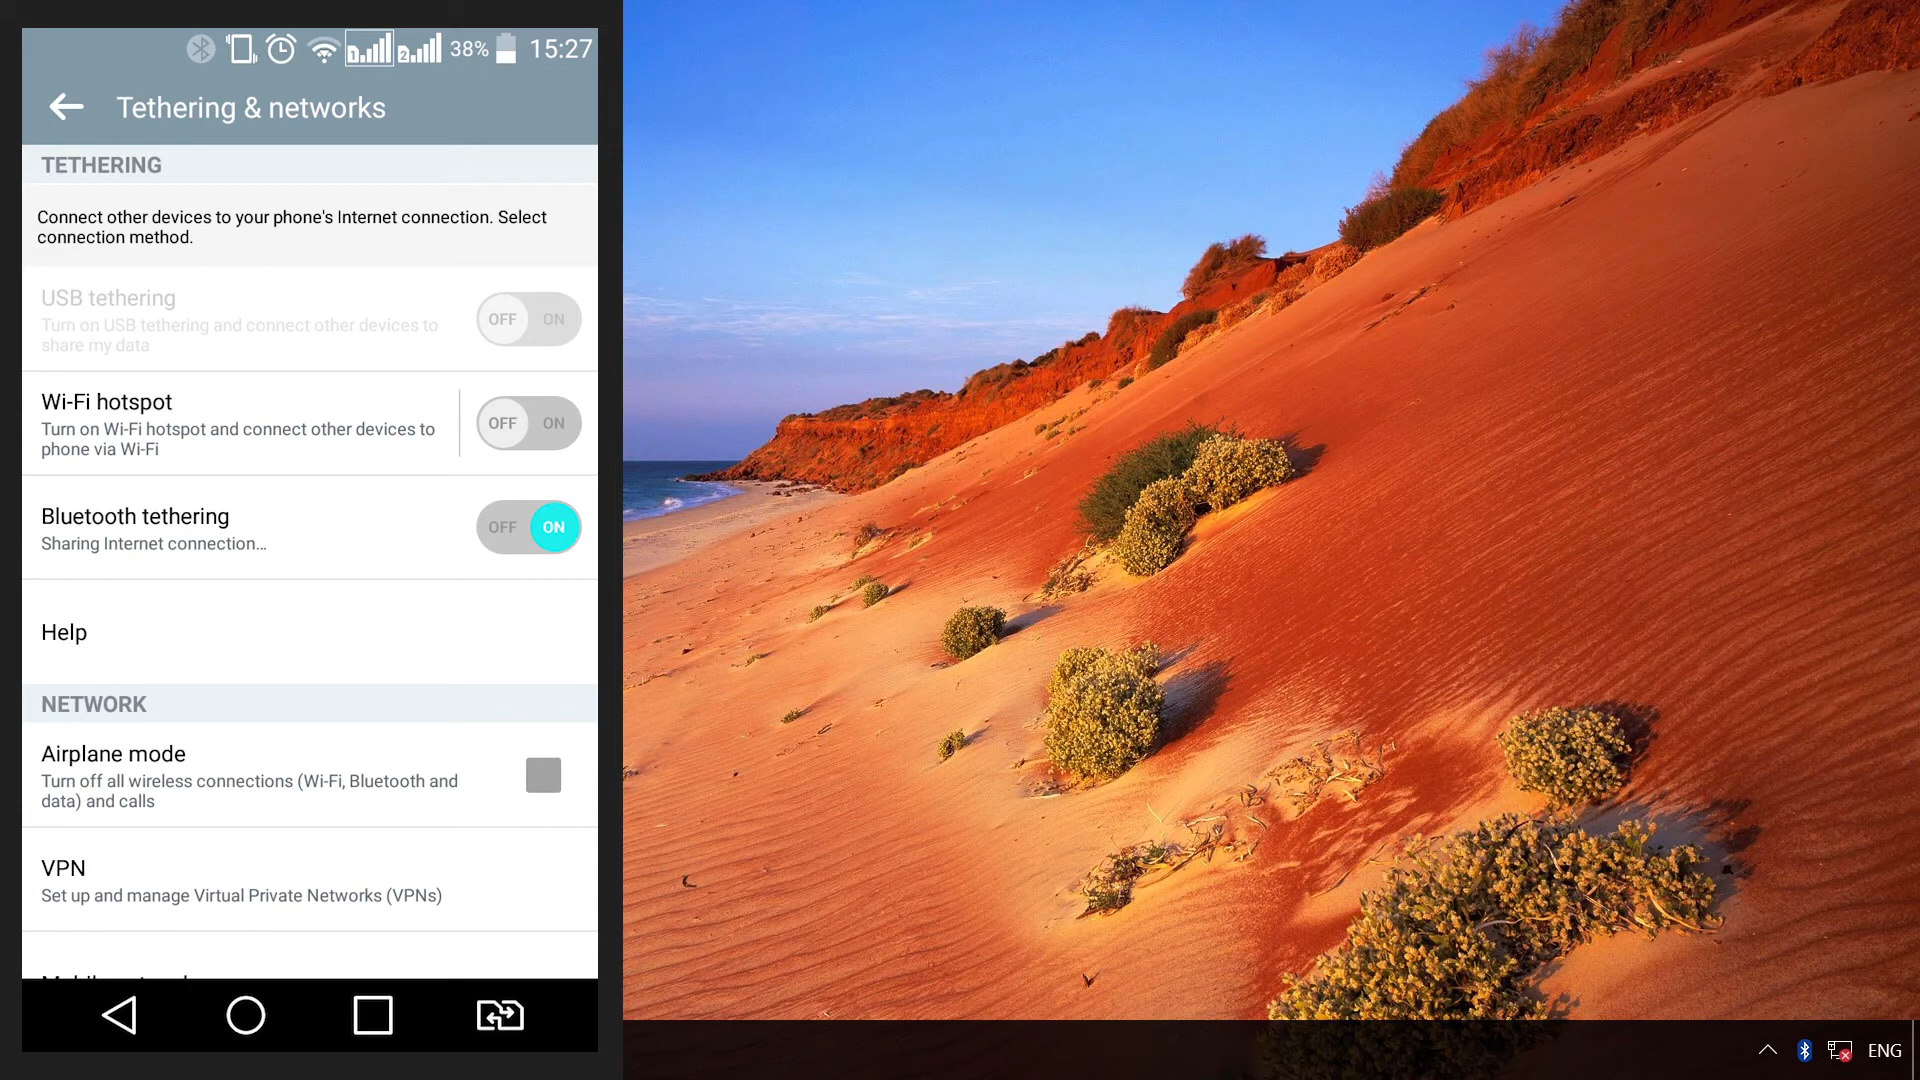 1 2 38% 15:27
Tethering & networks
TETHERING
Connect other devices to your phone's Internet connection. Select
connection method.
USB tethering
Turn on USB tethering and connect other devices to
share my data
OFF ON
Wi-Fi hotspot
Turn on Wi-Fi hotspot and connect other devices to
phone via Wi-Fi
OFF ON
Bluetooth tethering
Sharing Internet connection...
OFF ON
Help
NETWORK
Airplane mode
Turn off all wireless connections (Wi-Fi, Bluetooth and
data) and calls
VPN
Set up and manage Virtual Private Networks (VPNs)
ENG